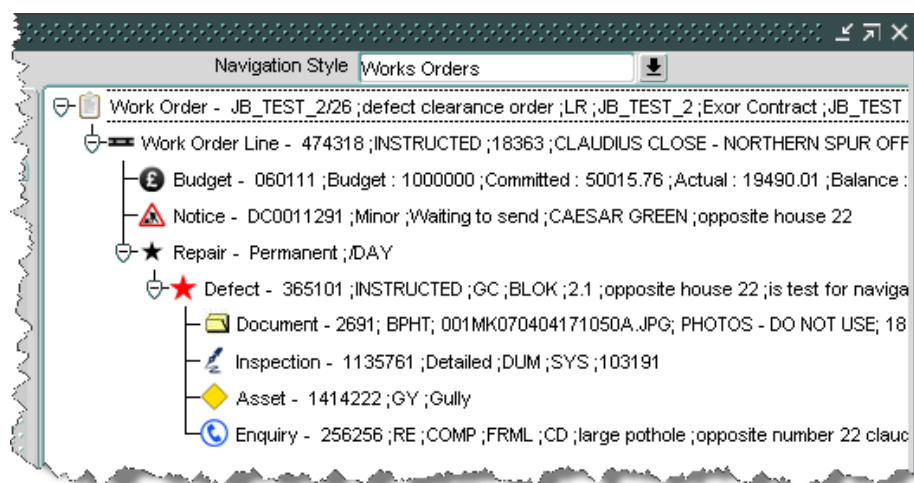 Navigation Style Works Orders
Work Order - JB_TEST_2/26 ;defect clearance order ;LR ;JB_TEST_2 ;Exor Contract ;JB_TEST
Work Order Line - 474318 ;INSTRUCTED ;18363 ;CLAUDIUS CLOSE - NORTHERN SPUR OFF
Budget - 060111 ;Budget : 1000000 ;Committed : 50015.76 ;Actual : 19490.01 ;Balance :
Notice - DC0011291 ;Minor ;Waiting to send ;CAESAR GREEN ;opposite house 22
Repair - Permanent ;/DAY
Defect - 365101 ;INSTRUCTED ;GC ;BLOK ;2.1 ;opposite house 22 ;is test for naviga
Document - 2691; BPHT; 001MK070404171050A.JPG; PHOTOS - DO NOT USE; 18
Inspection - 1135761 ;Detailed ;DUM ;SYS ;103191
Asset - 1414222 ;GY ;Gully
Enquiry - 256256 ;RE ;COMP ;FRML ;CD ;large pothole ;opposite number 22 clauc